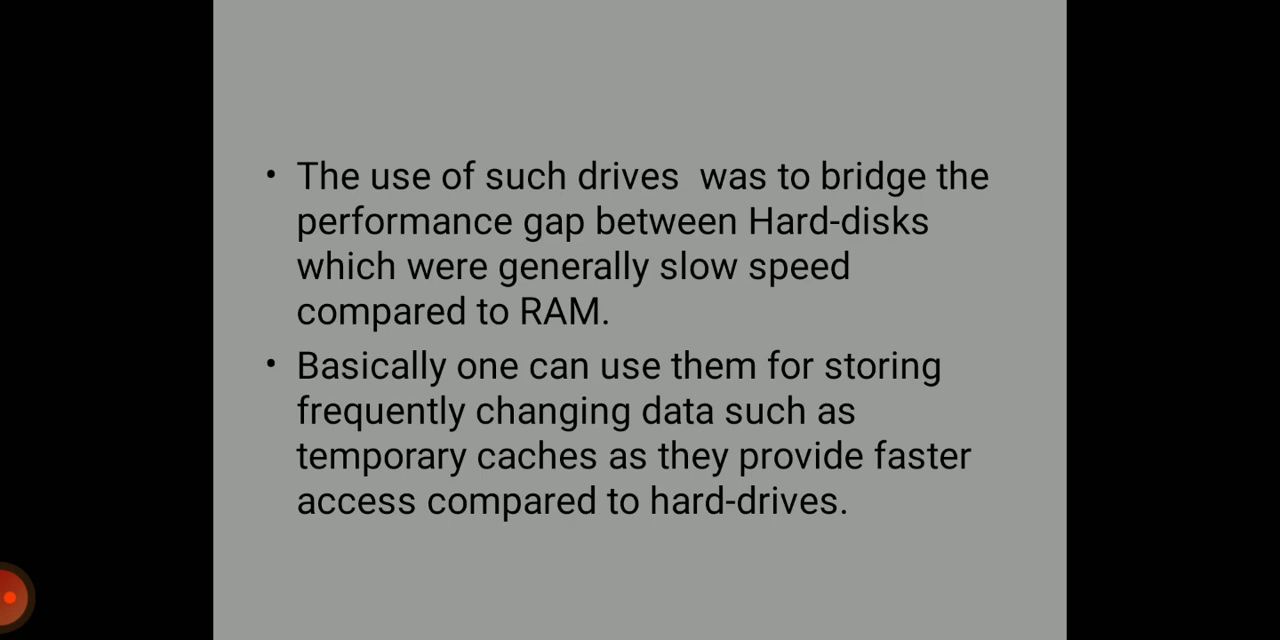 • The use of such drives  was to bridge the
performance gap between Hard-disks
which were generally slow speed
compared to RAM.
• Basically one can use them for storing
frequently changing data such as
temporary caches as they provide faster
access compared to hard-drives.